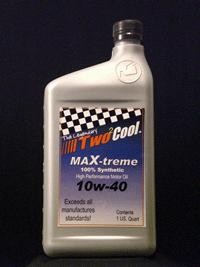 The Legendary
Two Cool
MAX-treme
100% Synthetic
High Performance Motor Oil
10w-40
Exceeds all
manufactures
standards!
Contents
1 US. Quart